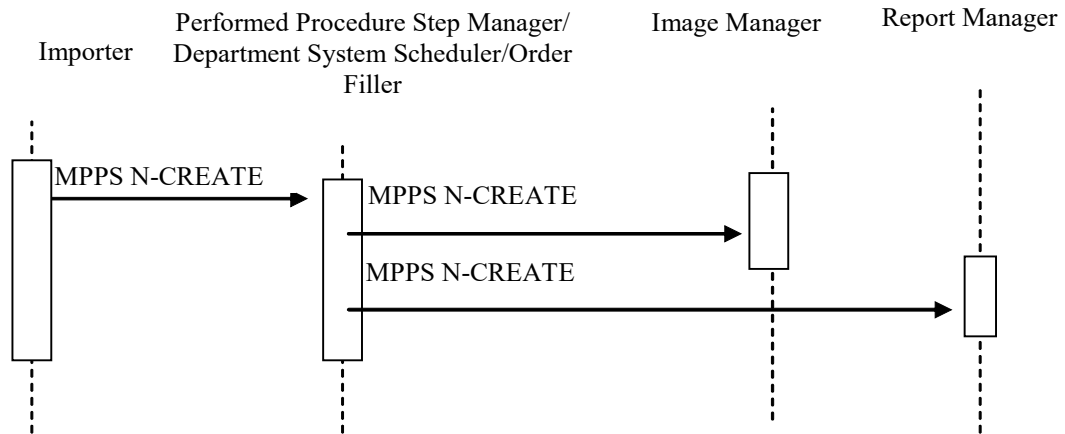 Importer
Performed Procedure Step Manager/
Department System Scheduler/Order
Filler
Image Manager
Report Manager
MPPS N-CREATE
MPPS N-CREATE
MPPS N-CREATE